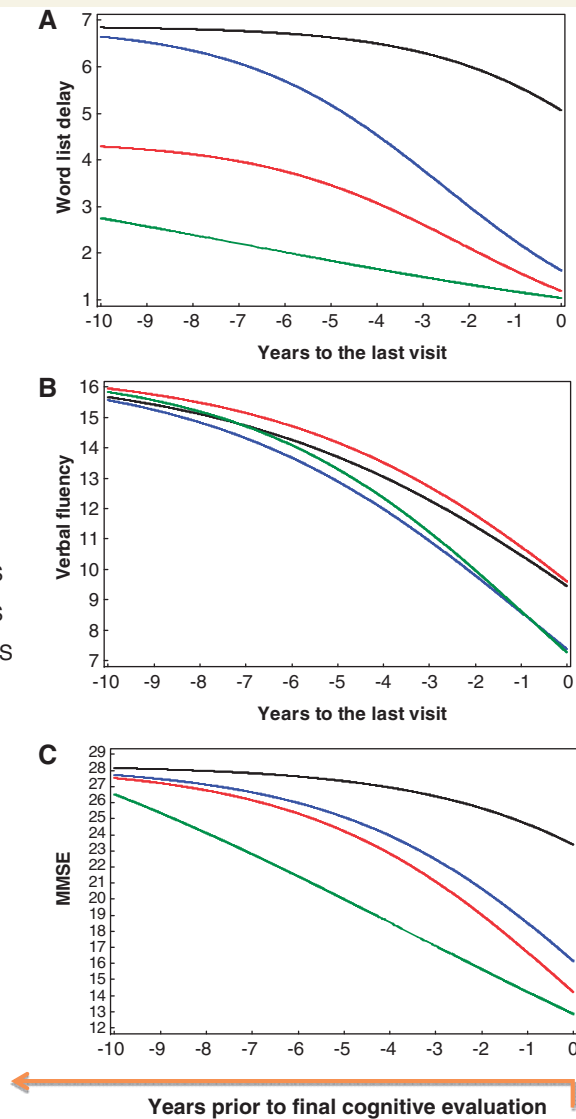 A
Word list delay
7
6
5
4
3
2
1
-10 -9 -8 -7 -6 -5 -4 -3 -2 -1 0
Years to the last visit
B
Verbal fluency
16
15
14
13
12
11
10
9
8
7
-10 -9 -8 -7 -6 -5 -4 -3 -2 -1 0
Years to the last visit
s
s
S
C
MMSE
29
28
27
26
25
24
23
22
21
20
19
18
17
16
15
14
13
12
-10 -9 -8 -7 -6 -5 -4 -3 -2 -1 0
Years prior to final cognitive evaluation